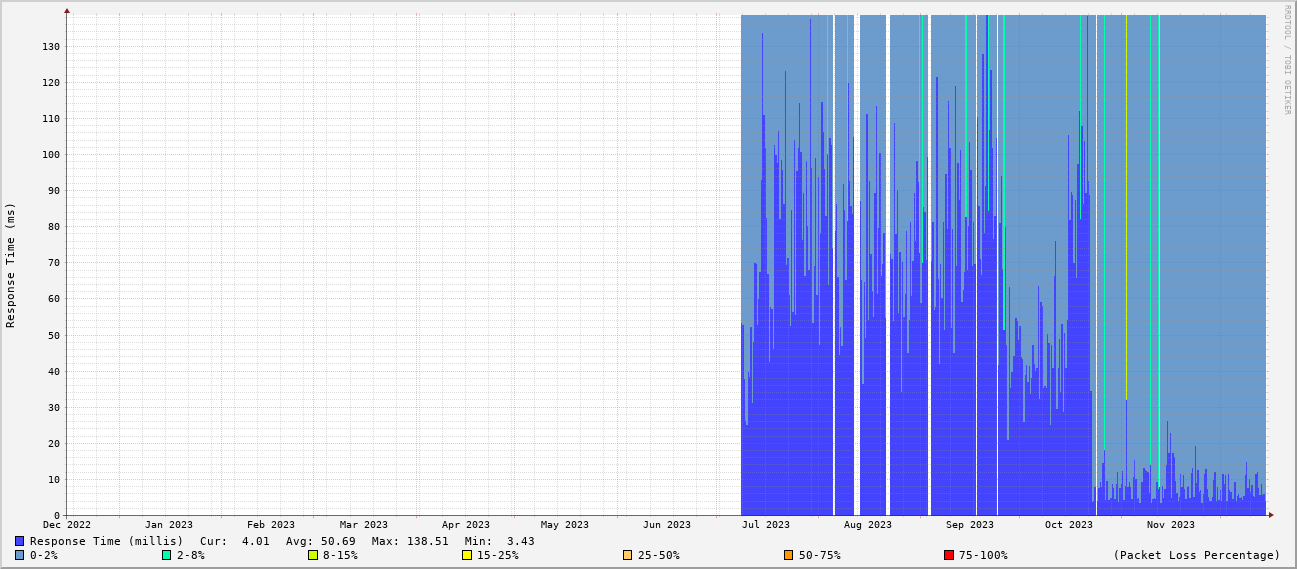 RRDTOOL / TOBI OETIKER
Response Time (ms)
130
120
110
100
90
80
70
60
50
40
30
20
10
0
Dec 2022 Jan 2023 Feb 2023 Mar 2023 Apr 2023 May 2023 Jun 2023 Jul 2023 Aug 2023 Sep 2023 Oct 2023 Nov 2023
Response Time (millis) Cur: 4.01 Avg: 50.69 Max: 138.51 Min: 3.43
0-2% 2-8% 8-15% 15-25% 25-50% 50-75% 75-100% (Packet Loss Percentage)